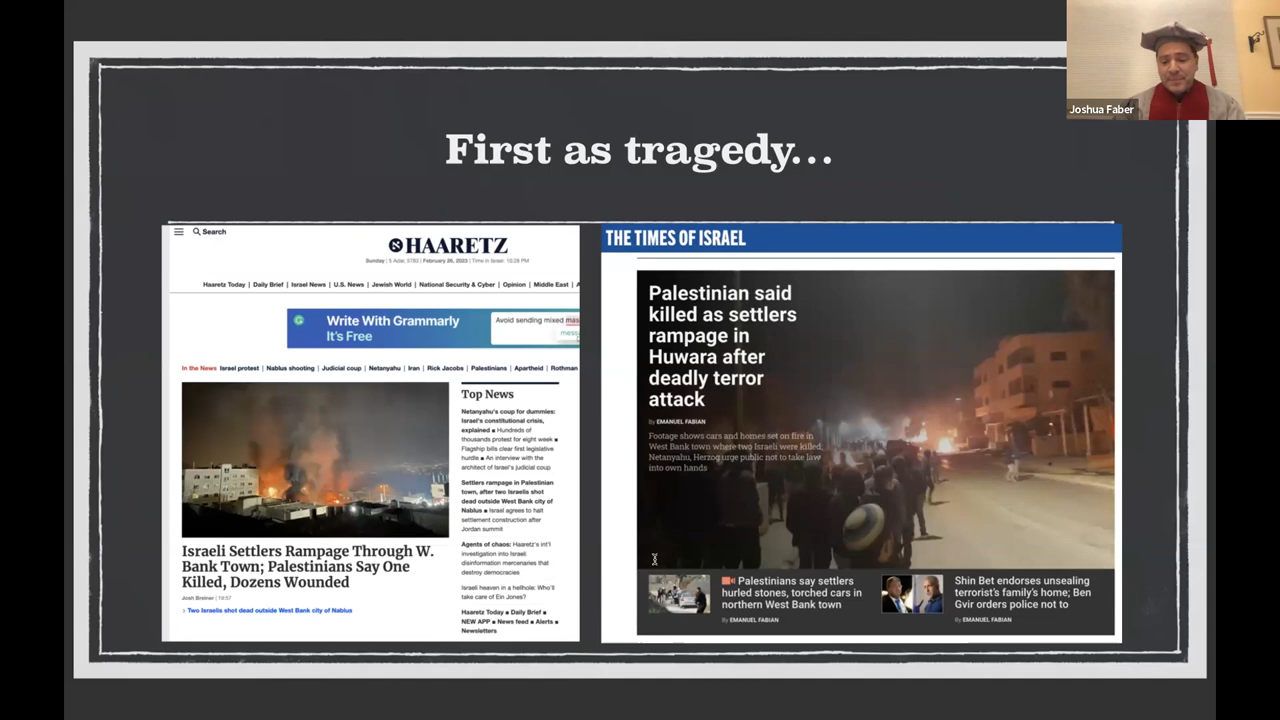 Joshua Faber
First as tragedy...
Search
HAARETZ
Sunday | 5 Adar, 5783 | February 26, 2023 | Time in Israel: 10:28 PM
Haaretz Today | Daily Brief | Israel News | U.S. News | Jewish World | National Security & Cyber | Opinion | Middle East | A
Write With Grammarly
It's Free
Avoid sending mixed mas
mess
In the News Israel protest | Nablus shooting | Judicial coup | Netanyahu | Iran | Rick Jacobs | Palestinians | Apartheid | Rothman
Israeli Settlers Rampage Through W.
Bank Town; Palestinians Say One
Killed, Dozens Wounded
Josh Breiner | 19:57
› Two Israelis shot dead outside West Bank city of Nablus
Top News
Netanyahu's coup for dummies:
Israel's constitutional crisis,
explained ■ Hundreds of
thousands protest for eight week ■
Flagship bills clear first legislative
hurdle ■ An interview with the
architect of Israel's judicial coup
Settlers rampage in Palestinian
town, after two Israelis shot
dead outside West Bank city of
Nablus ■ Israel agrees to halt
settlement construction after
Jordan summit
Agents of chaos: Haaretz's int'l
investigation into Israeli
disinformation mercenaries that
destroy democracies
Israeli heaven in a hellhole: Who'll
take care of Ein Jones?
Haaretz Today ■ Daily Brief ■
NEW APP ■ News feed ■ Alerts ■
Newsletters
THE TIMES OF ISRAEL
Palestinian said
killed as settlers
rampage in
Huwara after
deadly terror
attack
By EMANUEL FABIAN
Footage shows cars and homes set on fire in
West Bank town where two Israeli were killed;
Netanyahu, Herzog urge public not to take law
into own hands
Palestinians say settlers
hurled stones, torched cars in
northern West Bank town
By EMANUEL FABIAN
Shin Bet endorses unsealing
terrorist's family's home; Ben
Gvir orders police not to
By EMANUEL FABIAN